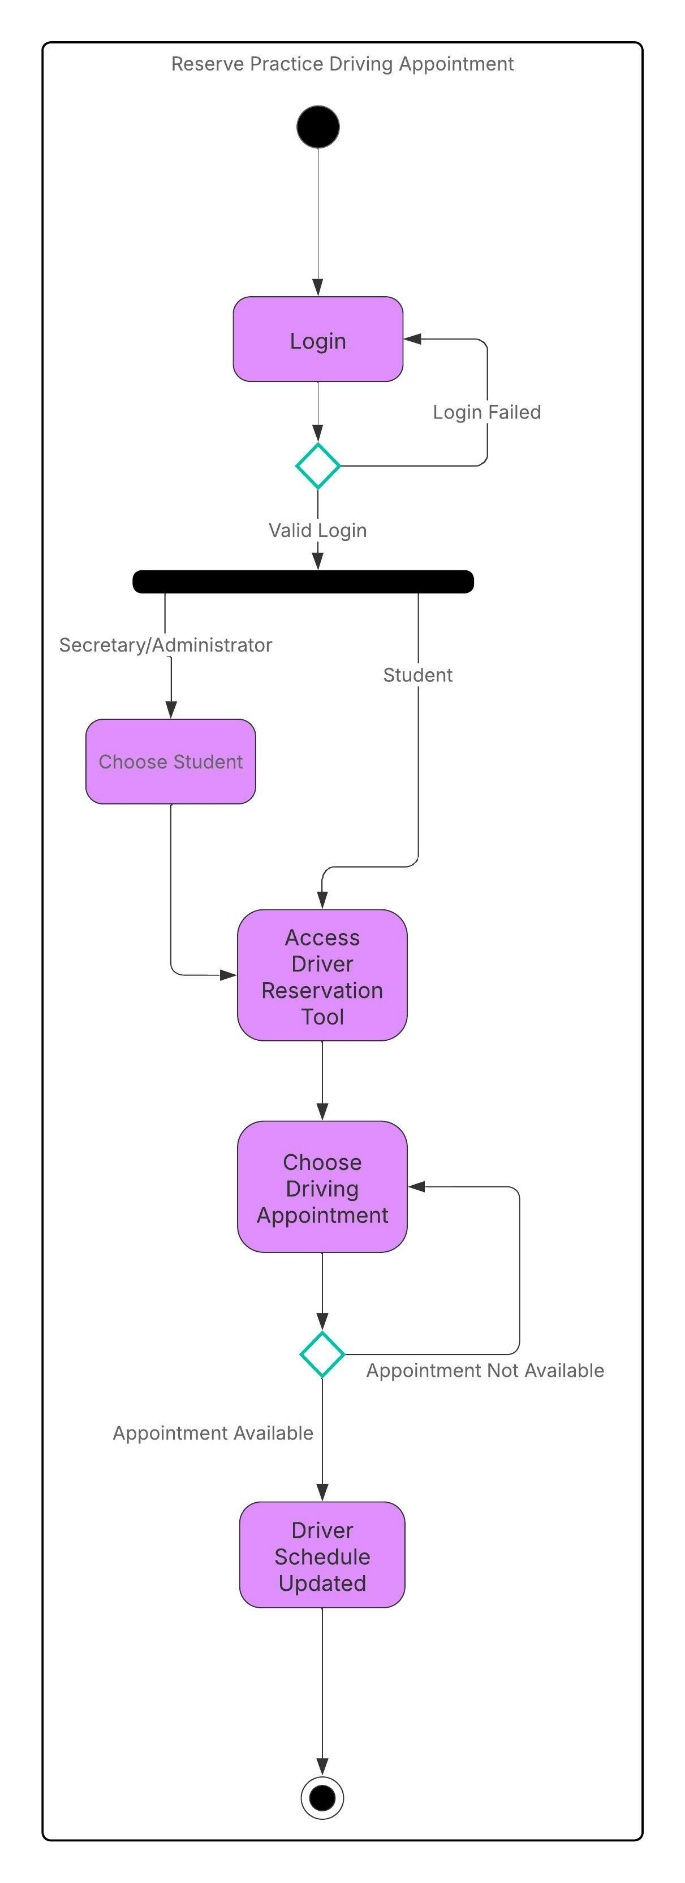 Reserve Practice Driving Appointment
Login
Login Failed
Valid Login
Secretary/Administrator
Student
Choose Student
Access
Driver
Reservation
Tool
Choose
Driving
Appointment
Appointment Not Available
Appointment Available
Driver
Schedule
Updated